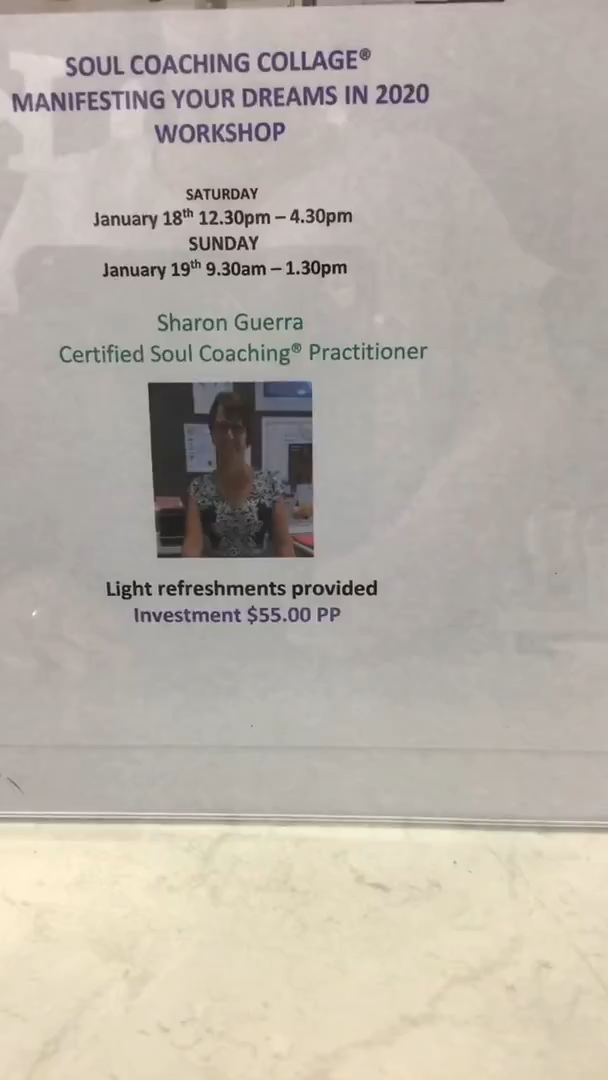 SOUL COACHING COLLAGE®
MANIFESTING YOUR DREAMS IN 2020
WORKSHOP
SATURDAY
January 18th 12.30pm – 4.30pm
SUNDAY
January 19th 9.30am – 1.30pm
Sharon Guerra
Certified Soul Coaching® Practitioner
Light refreshments provided
Investment $55.00 PP